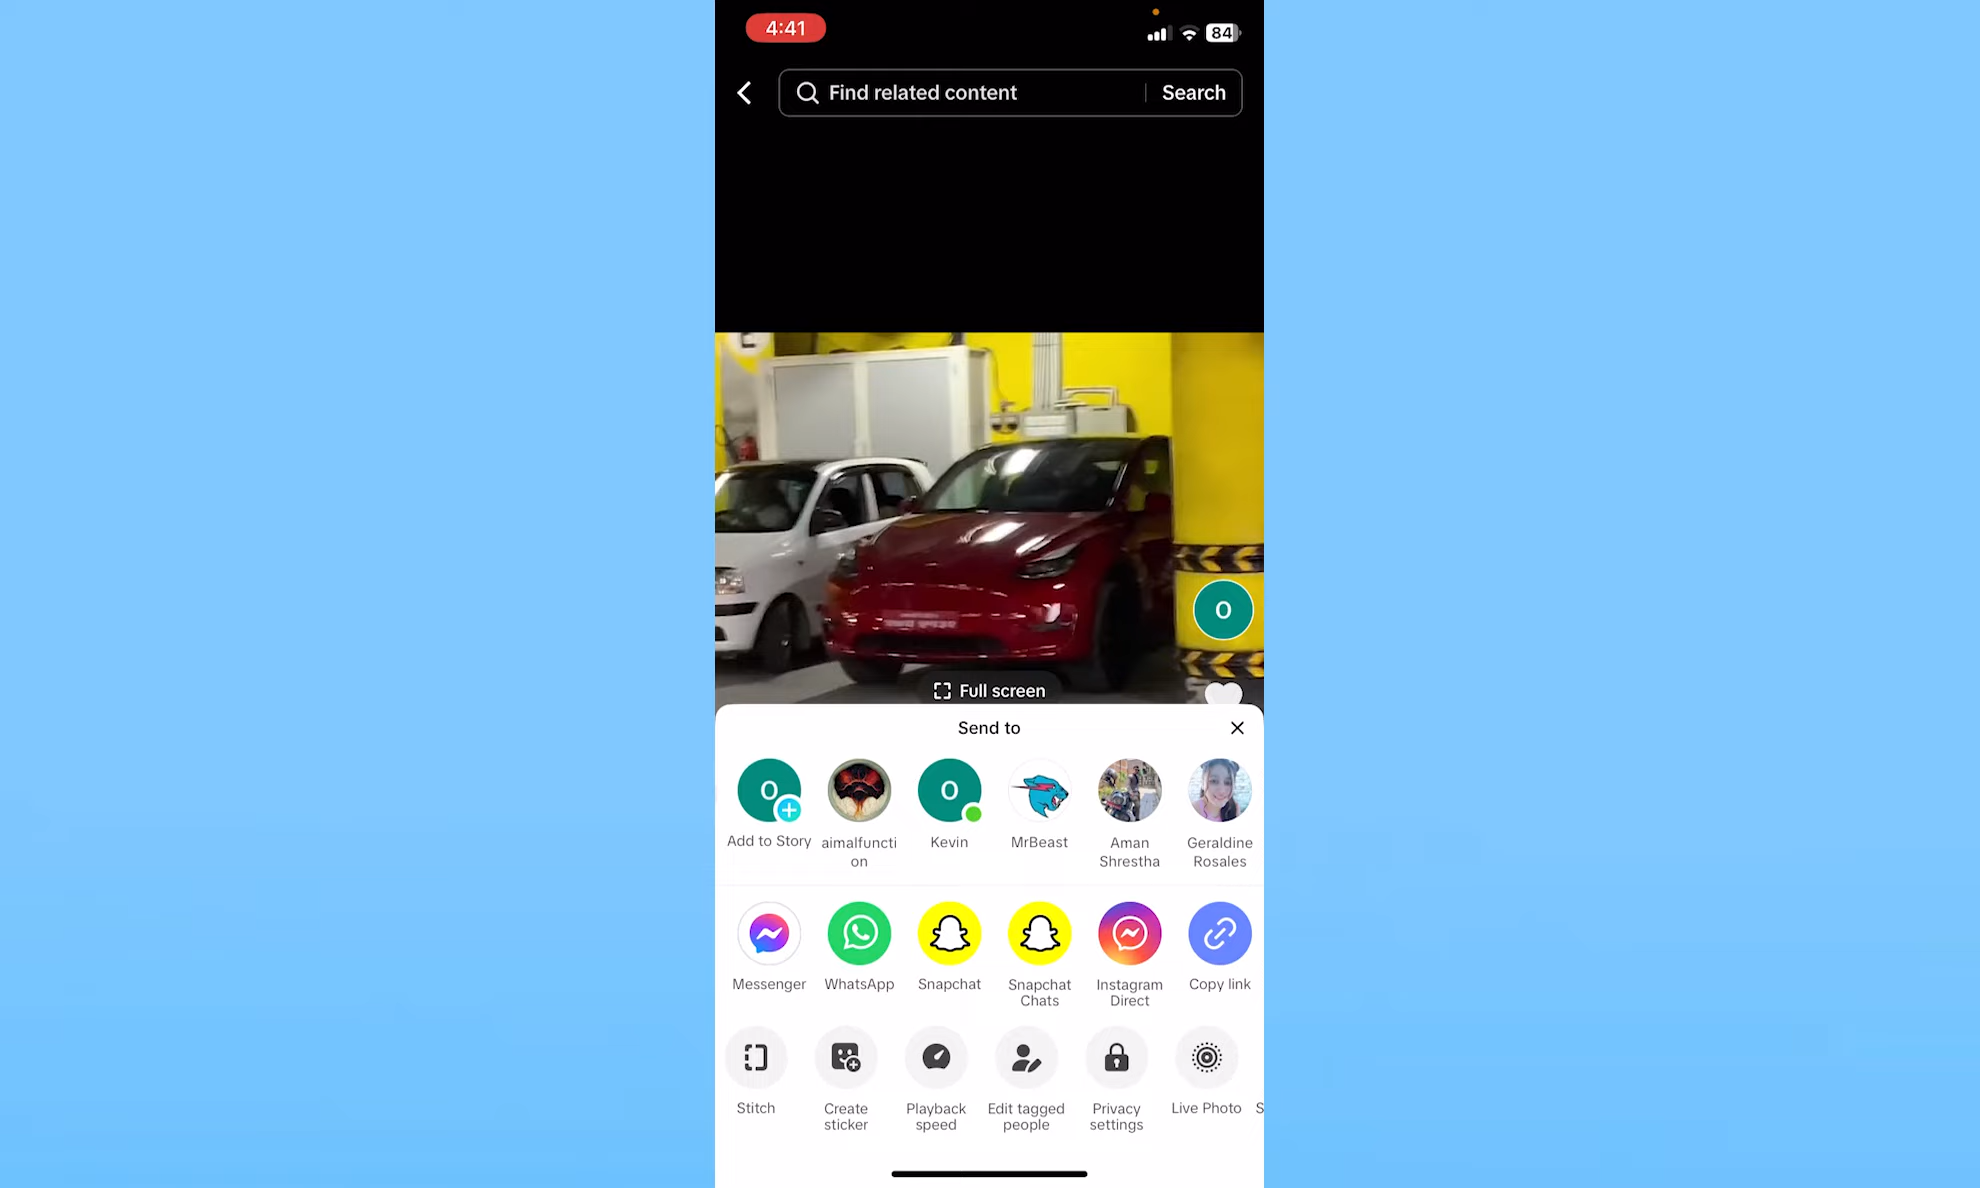 4:41
84
Find related content
Search
O
Full screen
Send to
O
O
Add to Story
aimalfuncti
on
Kevin
MrBeast
Aman
Shrestha
Geraldine
Rosales
Messenger
WhatsApp
Snapchat
Snapchat
Chats
Instagram
Direct
Copy link
Stitch
Create
sticker
Playback
speed
Edit tagged
people
Privacy
settings
Live Photo
S